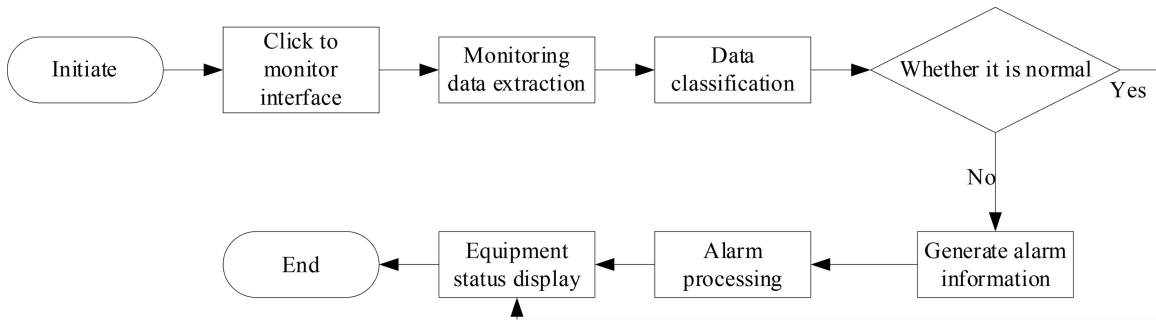 Initiate
Click to
monitor
interface
Monitoring
data extraction
Data
classification
Whether it is normal
Yes
No
End
Equipment
status display
Alarm
processing
Generate alarm
information